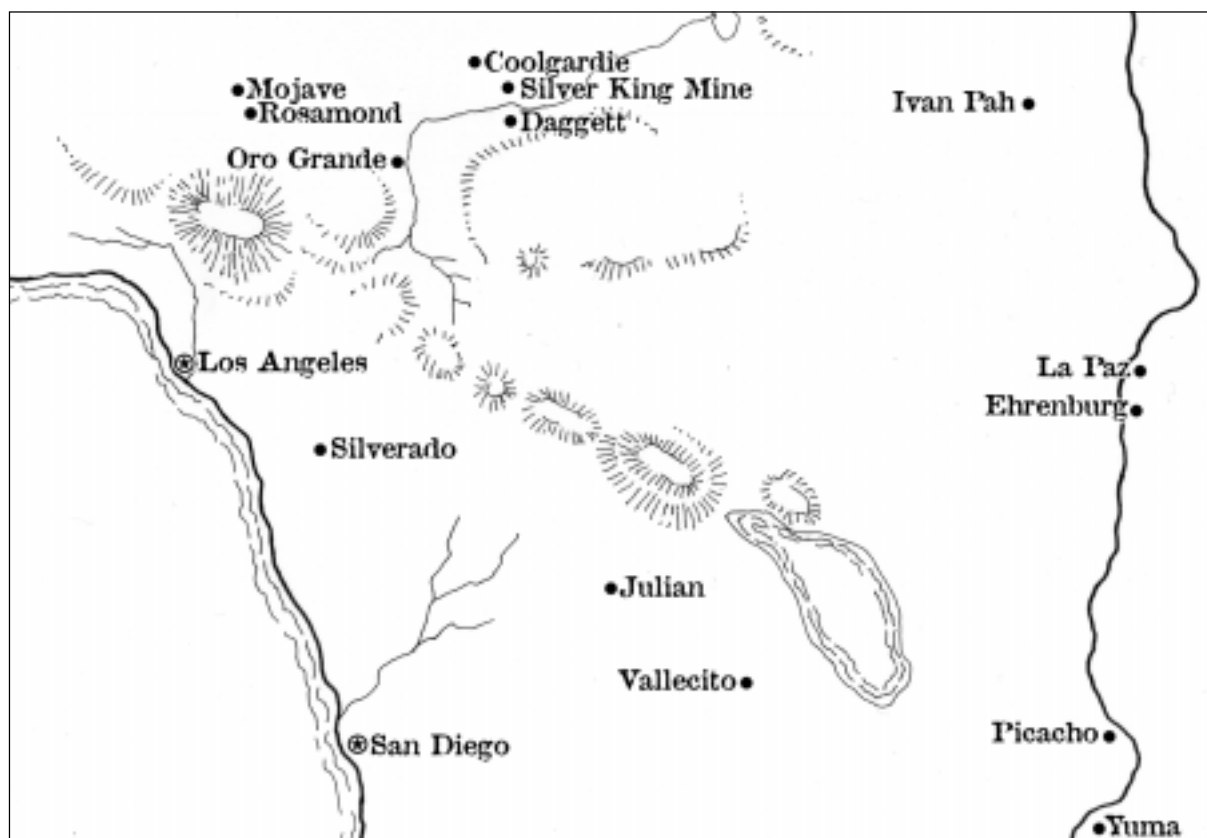 Coolgardie
Mojave
Silver King Mine
Ivan Pah
Rosamond
Daggett
Oro Grande
Los Angeles
La Paz
Ehrenburg
Silverado
Julian
Vallecito
Picacho
San Diego
Yuma